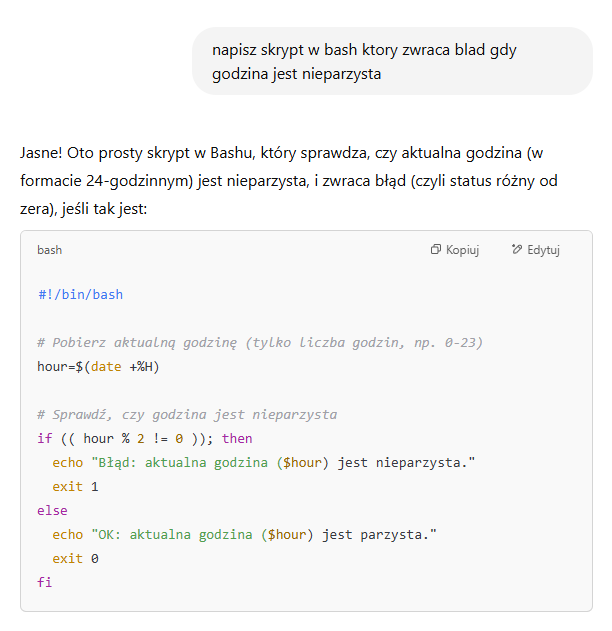 napisz skrypt w bash ktory zwraca blad gdy
godzina jest nieparzysta
Jasne! Oto prosty skrypt w Bashu, który sprawdza, czy aktualna godzina (w
formacie 24-godzinnym) jest nieparzysta, i zwraca błąd (czyli status różny od
zera), jeśli tak jest:
bash Kopiuj Edytuj
#!/bin/bash
# Pobierz aktualną godzinę (tylko liczba godzin, np. 0-23)
hour=$(date +%H)
# Sprawdź, czy godzina jest nieparzysta
if (( hour % 2 != 0 )); then
  echo "Błąd: aktualna godzina ($hour) jest nieparzysta."
  exit 1
else
  echo "OK: aktualna godzina ($hour) jest parzysta."
  exit 0
fi